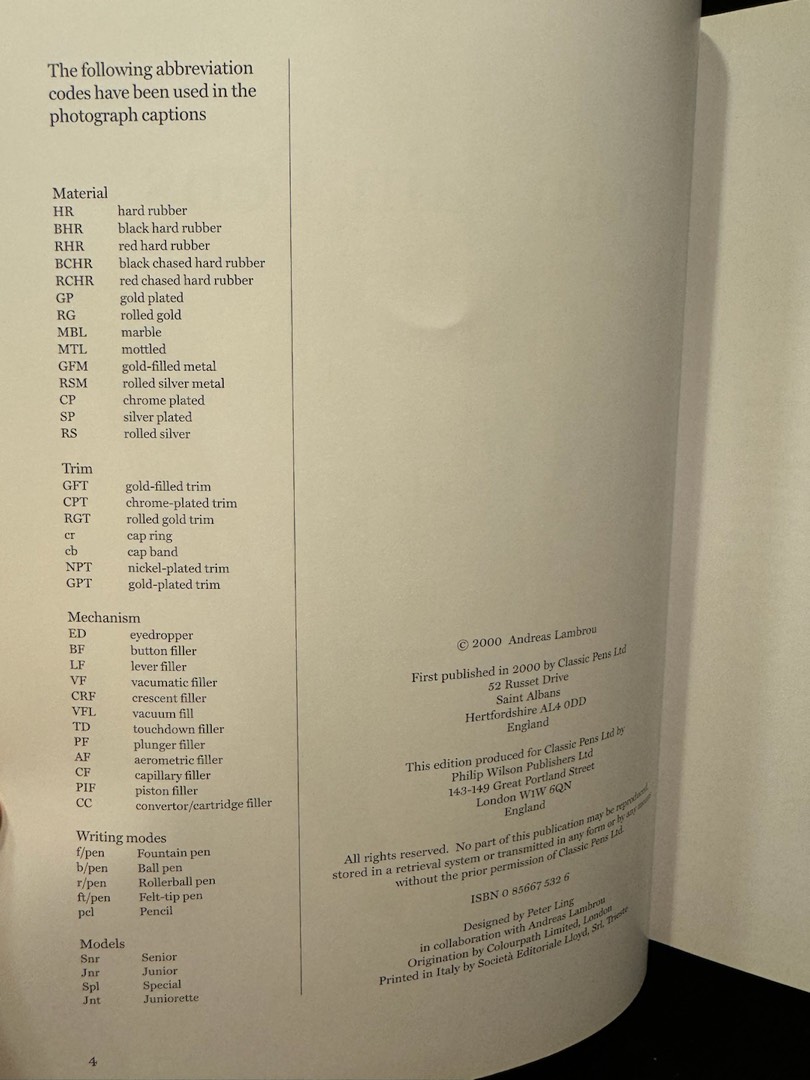 The following abbreviation
codes have been used in the
photograph captions
Material
HR hard rubber
BHR black hard rubber
RHR red hard rubber
BCHR black chased hard rubber
RCHR red chased hard rubber
GP gold plated
RG rolled gold
MBL marble
MTL mottled
GFM gold-filled metal
RSM rolled silver metal
CP chrome plated
SP silver plated
RS rolled silver
Trim
GFT gold-filled trim
CPT chrome-plated trim
RGT rolled gold trim
cr cap ring
cb cap band
NPT nickel-plated trim
GPT gold-plated trim
Mechanism
ED eyedropper
BF button filler
LF lever filler
VF vacumatic filler
CRF crescent filler
VFL vacuum fill
TD touchdown filler
PF plunger filler
AF aerometric filler
CF capillary filler
PIF piston filler
CC convertor/cartridge filler
Writing modes
f/pen Fountain pen
b/pen Ball pen
r/pen Rollerball pen
ft/pen Felt-tip pen
pcl Pencil
Models
Snr Senior
Jnr Junior
Spl Special
Jnt Juniorette
4
© 2000 Andreas Lambrou
First published in 2000 by Classic Pens Ltd
52 Russet Drive
Saint Albans
Hertfordshire AL4 0DD
England
This edition produced for Classic Pens Ltd by
Philip Wilson Publishers Ltd
143-149 Great Portland Street
London W1W 6QN
England
All rights reserved. No part of this publication may be reproduced,
stored in a retrieval system or transmitted in any form or by any means
without the prior permission of Classic Pens Ltd.
ISBN 0 85667 532 6
Designed by Peter Ling
in collaboration with Andreas Lambrou
Origination by Colourpath Limited, London
Printed in Italy by Società Editoriale Lloyd, Srl, Trieste